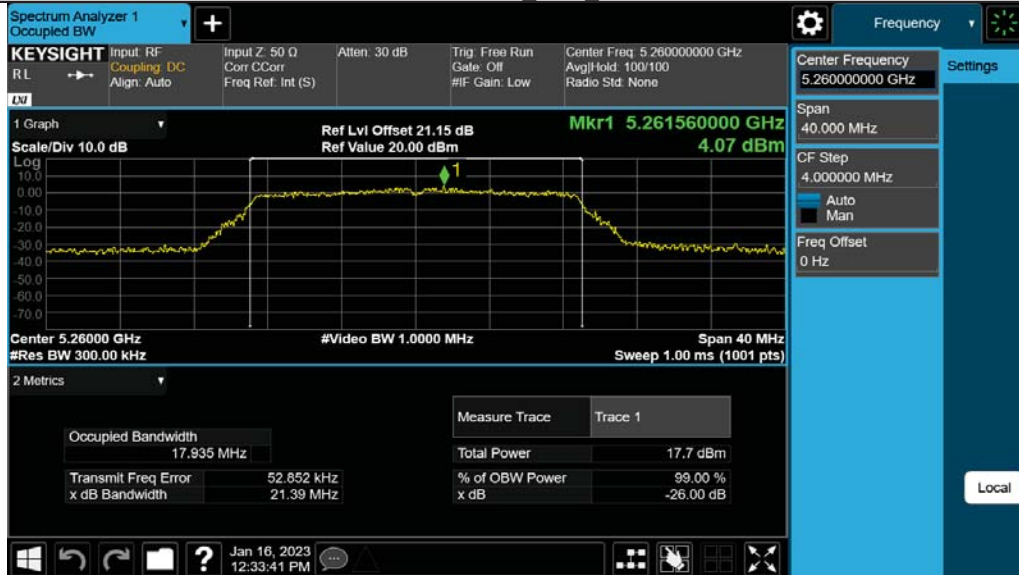 Spectrum Analyzer 1
Occupied BW
+
Frequency
KEYSIGHT
RL
LXI
Input: RF
Coupling: DC
Align: Auto
Input Z: 50 Ω
Corr CCorr
Freq Ref: Int (S)
Atten: 30 dB
Trig: Free Run
Gate: Off
#IF Gain: Low
Center Freq: 5.260000000 GHz
Avg|Hold: 100/100
Radio Std: None
Center Frequency
5.260000000 GHz
Settings
Span
40.000 MHz
CF Step
4.000000 MHz
Auto
Man
Freq Offset
0 Hz
Local
1 Graph
Scale/Div 10.0 dB
Ref Lvl Offset 21.15 dB
Ref Value 20.00 dBm
Mkr1 5.261560000 GHz
4.07 dBm
Log
10.0
0.00
-10.0
-20.0
-30.0
-40.0
-50.0
-60.0
-70.0
1
Center 5.26000 GHz
#Res BW 300.00 kHz
#Video BW 1.0000 MHz
Span 40 MHz
Sweep 1.00 ms (1001 pts)
2 Metrics
Measure Trace Trace 1
Occupied Bandwidth
17.935 MHz
Total Power 17.7 dBm
Transmit Freq Error 52.852 kHz
% of OBW Power 99.00 %
x dB Bandwidth 21.39 MHz
x dB -26.00 dB
?
Jan 16, 2023
12:33:41 PM